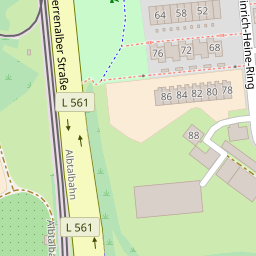 errenalber Straße
64 58 52
76 72 68
inrich-Heine-Ring
86 84 82 80 78
L 561
88
Albtalbahn
L 561
Albtalba